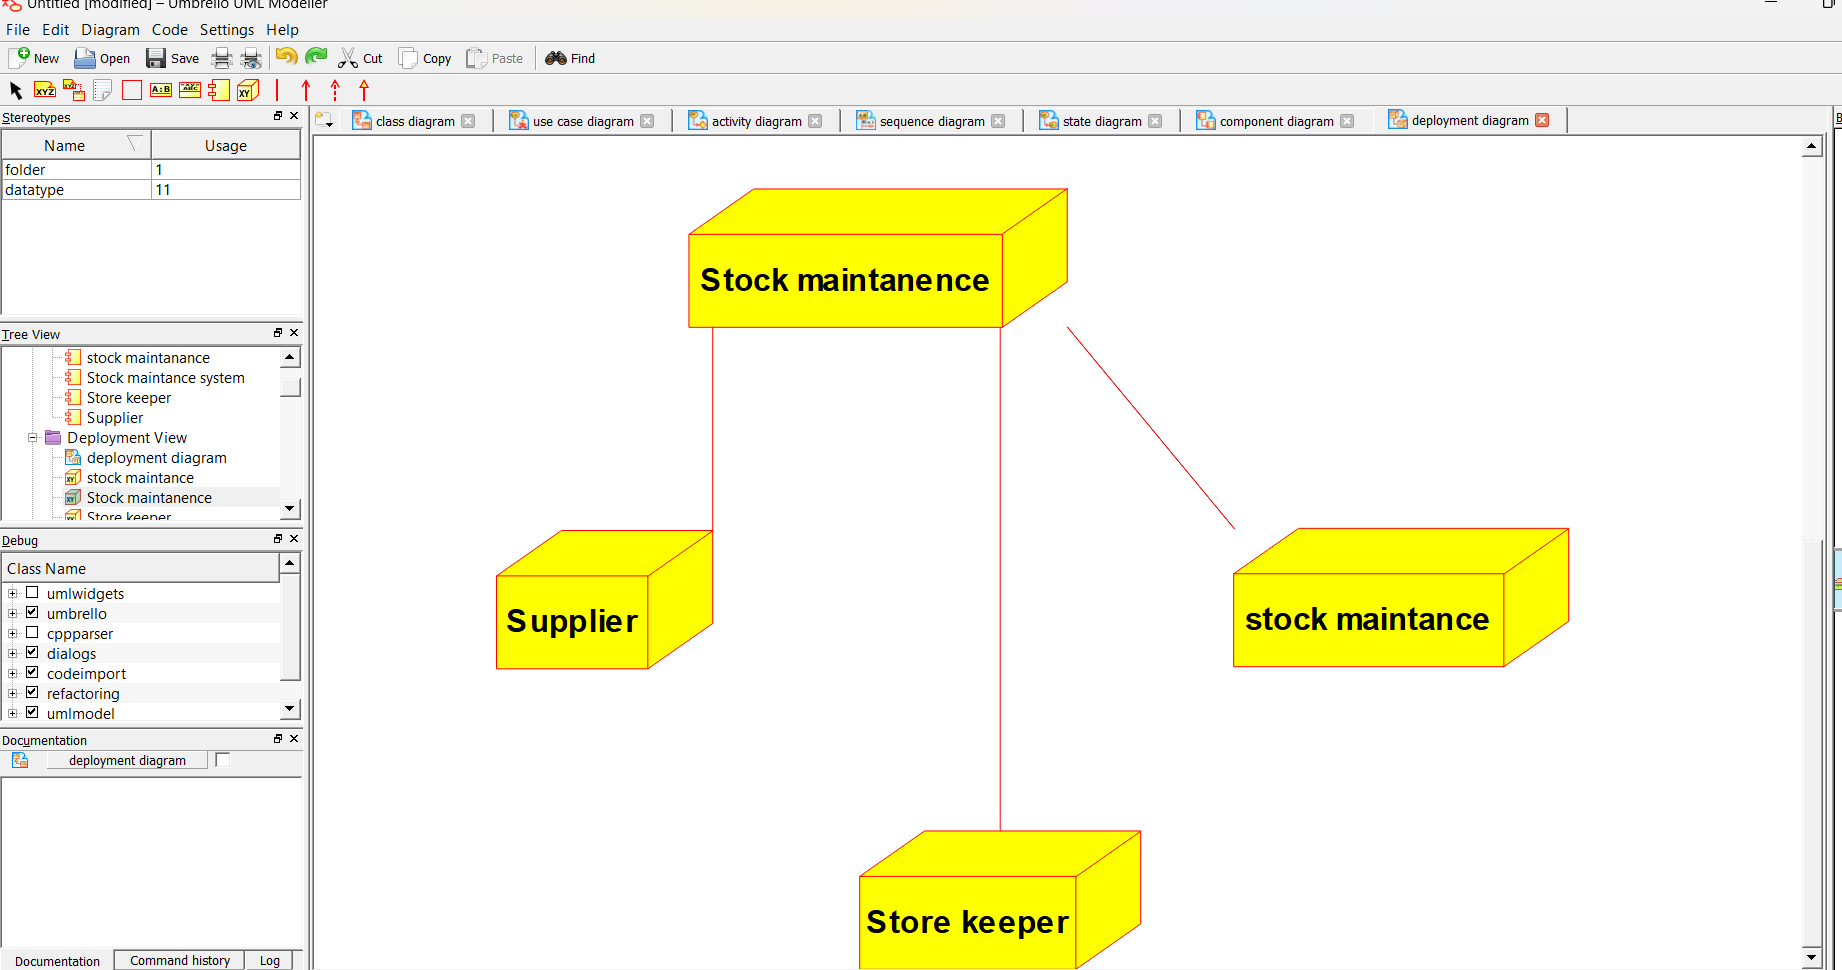 Untitled [modified] – Umbrello UML Modeller
File Edit Diagram Code Settings Help
New Open Save Cut Copy Paste Find
XYZ XYZ A:B ABC XY
Stereotypes
Name Usage
folder 1
datatype 11
Tree View
stock maintanance
Stock maintance system
Store keeper
Supplier
Deployment View
deployment diagram
stock maintance
Stock maintanence
Store keeper
Debug
Class Name
umlwidgets
umbrello
cppparser
dialogs
codeimport
refactoring
umlmodel
Documentation
deployment diagram
Documentation Command history Log
class diagram use case diagram activity diagram sequence diagram state diagram component diagram deployment diagram
Stock maintanence
Supplier
stock maintance
Store keeper